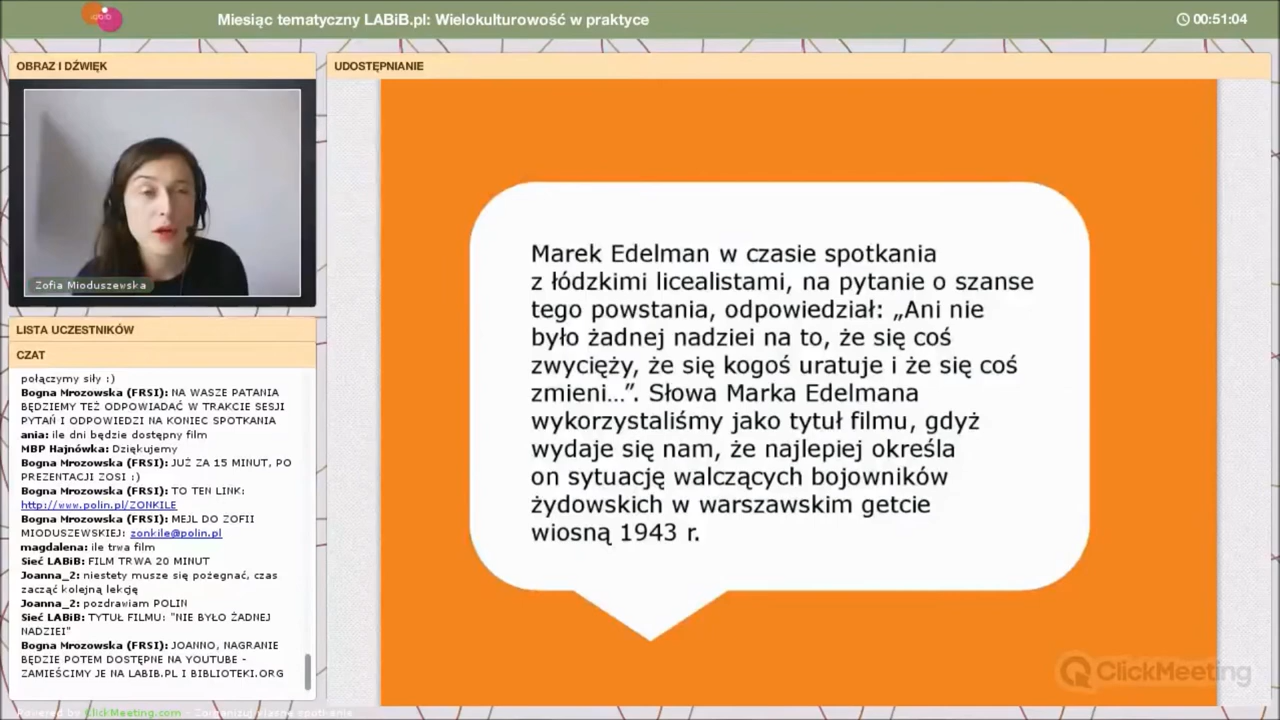 Miesiąc tematyczny LABiB.pl: Wielokulturowość w praktyce
00:51:04
OBRAZ I DŹWIĘK
Zofia Mioduszewska
LISTA UCZESTNIKÓW
CZAT
połączymy siły :)
Bogna Mrozowska (FRSI): NA WASZE PATANIA
BĘDZIEMY TEŻ ODPOWIADAĆ W TRAKCIE SESJI
PYTAŃ I ODPOWIEDZI NA KONIEC SPOTKANIA
ania: ile dni będzie dostępny film
MBP Hajnówka: Dziękujemy
Bogna Mrozowska (FRSI): JUŻ ZA 15 MINUT, PO
PREZENTACJI ZOSI :)
Bogna Mrozowska (FRSI): TO TEN LINK:
http://www.polin.pl/ZONKILE
Bogna Mrozowska (FRSI): MEJL DO ZOFII
MIODUSZEWSKIEJ: zonkile@polin.pl
magdalena: ile trwa film
Sieć LABiB: FILM TRWA 20 MINUT
Joanna_2: niestety musze się pożegnać, czas
zacząć kolejną lekcję
Joanna_2: pozdrawiam POLIN
Sieć LABiB: TYTUŁ FILMU: "NIE BYŁO ŻADNEJ
NADZIEI"
Bogna Mrozowska (FRSI): JOANNO, NAGRANIE
BĘDZIE POTEM DOSTĘPNE NA YOUTUBE -
ZAMIEŚCIMY JE NA LABIB.PL I BIBLIOTEKI.ORG
Powered by ClickMeeting.com - Zorganizuj własne spotkanie
UDOSTĘPNIANIE
Marek Edelman w czasie spotkania
z łódzkimi licealistami, na pytanie o szanse
tego powstania, odpowiedział: „Ani nie
było żadnej nadziei na to, że się coś
zwycięży, że się kogoś uratuje i że się coś
zmieni…”. Słowa Marka Edelmana
wykorzystaliśmy jako tytuł filmu, gdyż
wydaje się nam, że najlepiej określa
on sytuację walczących bojowników
żydowskich w warszawskim getcie
wiosną 1943 r.
ClickMeeting